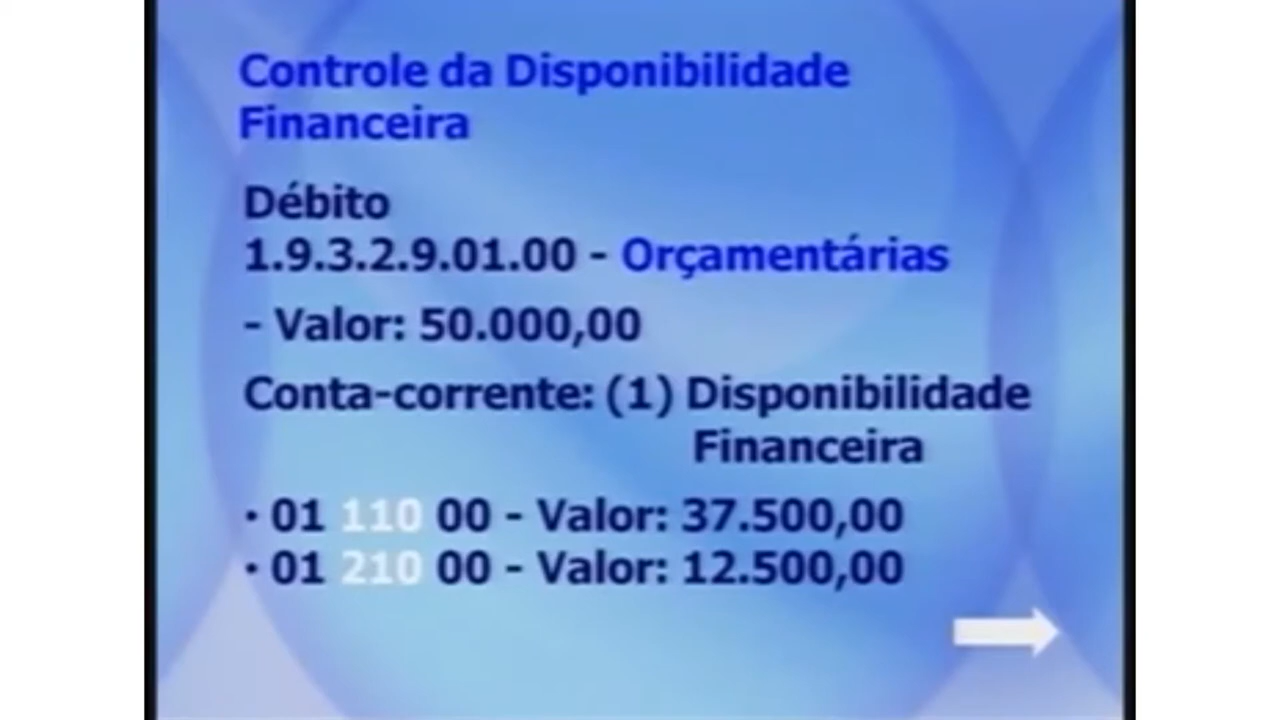 Controle da Disponibilidade
Financeira
Débito
1.9.3.2.9.01.00 - Orçamentárias
- Valor: 50.000,00
Conta-corrente: (1) Disponibilidade
Financeira
· 01 110 00 - Valor: 37.500,00
· 01 210 00 - Valor: 12.500,00